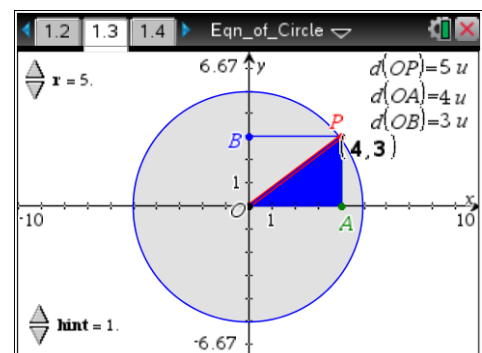 1.2 1.3 1.4 Eqn_of_Circle
r = 5.
6.67 y
d(OP)=5 u
d(OA)=4 u
d(OB)=3 u
P
B
(4,3)
1
O
-10
1
A
x
10
hint = 1.
-6.67